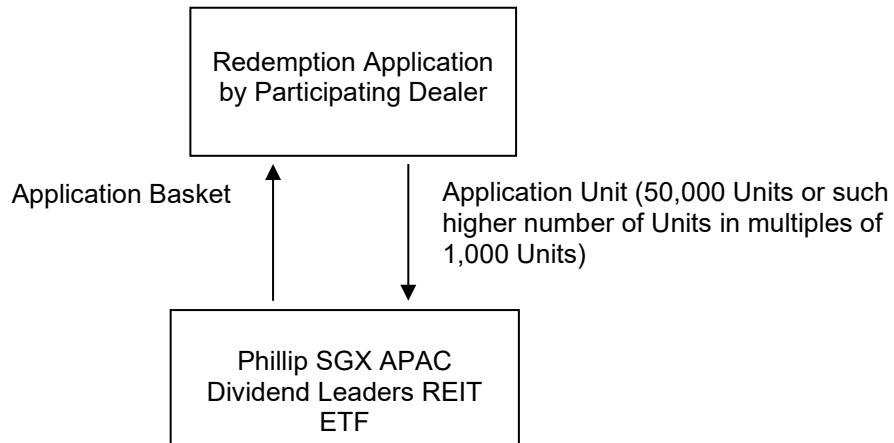 Redemption Application
by Participating Dealer
Application Basket
Application Unit (50,000 Units or such
higher number of Units in multiples of
1,000 Units)
Phillip SGX APAC
Dividend Leaders REIT
ETF